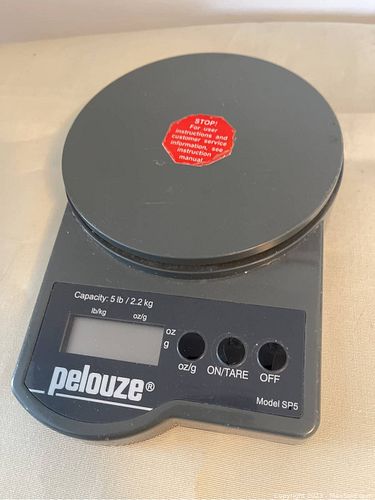 STOP!
For user
instructions and
customer service
information, see
instruction
manual.
Capacity: 5 lb / 2.2 kg
lb/kg oz/g
oz
g
oz/g ON/TARE OFF
pelouze®
Model SP5